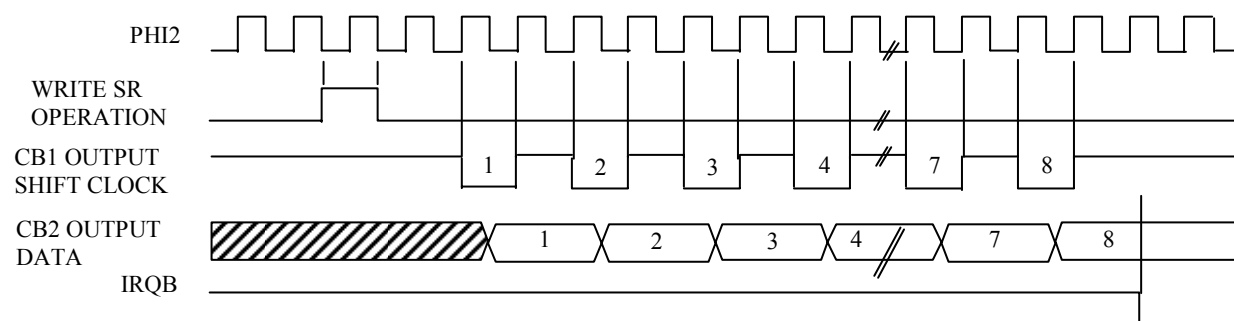 PHI2
WRITE SR
OPERATION
CB1 OUTPUT
SHIFT CLOCK
1 2 3 4 7 8
CB2 OUTPUT
DATA
1 2 3 4 7 8
IRQB